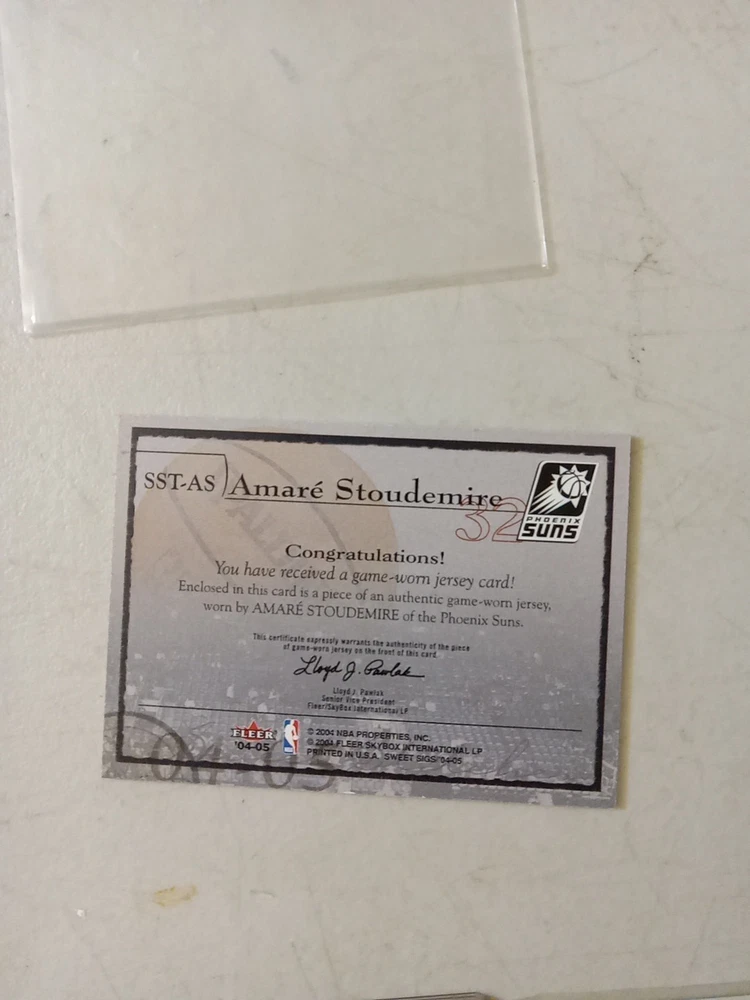 SST-AS
Amaré Stoudemire
32
PHOENIX
SUNS
Congratulations!
You have received a game-worn jersey card!
Enclosed in this card is a piece of an authentic game-worn jersey,
worn by AMARÉ STOUDEMIRE of the Phoenix Suns.
This certificate expressly warrants the authenticity of the piece
of game-worn jersey on the front of this card.
Lloyd J. Pawlak
Lloyd J. Pawlak
Senior Vice President
Fleer/SkyBox International LP
FLEER
'04-05
© 2004 NBA PROPERTIES, INC.
© 2004 FLEER SKYBOX INTERNATIONAL LP
PRINTED IN U.S.A. SWEET SIGS '04-05
04-05